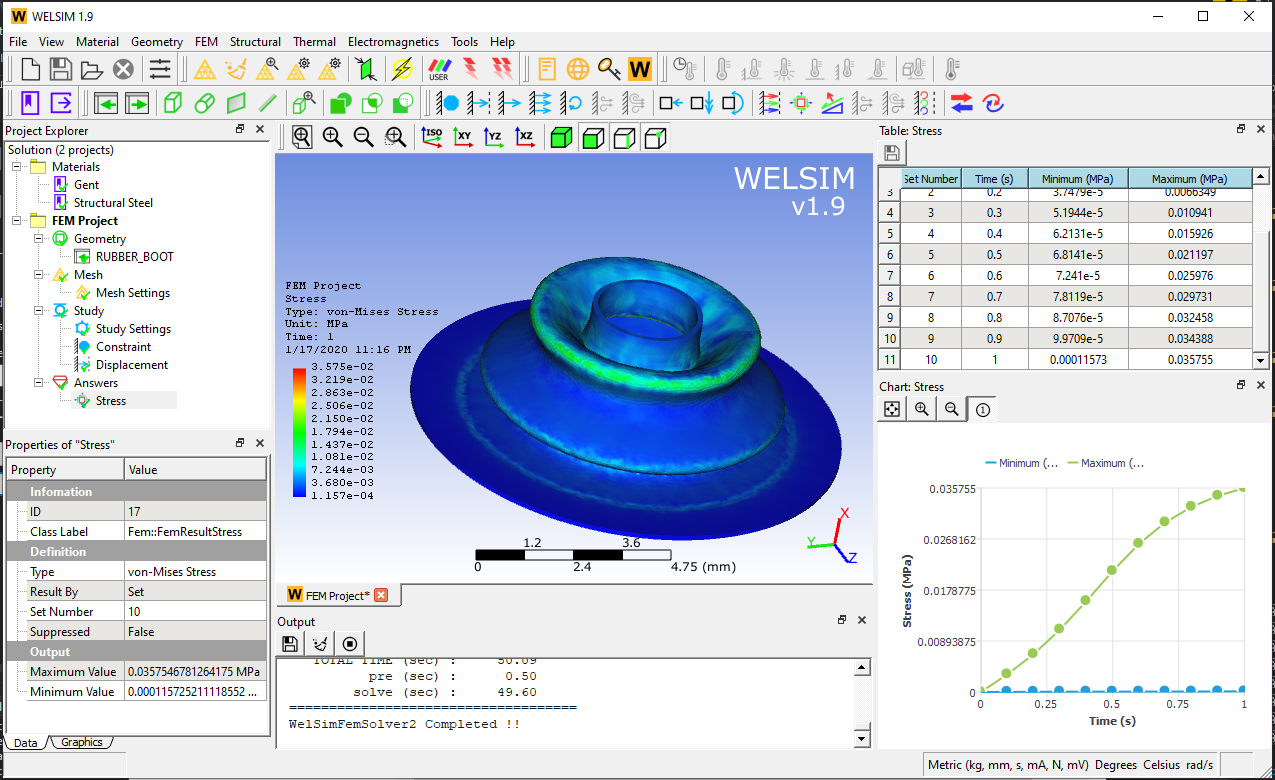 WELSIM 1.9
File View Material Geometry FEM Structural Thermal Electromagnetics Tools Help
USER
W
Project Explorer
Solution (2 projects)
Materials
Gent
Structural Steel
FEM Project
Geometry
RUBBER_BOOT
Mesh
Mesh Settings
Study
Study Settings
Constraint
Displacement
Answers
Stress
Properties of "Stress"
Property Value
Infomation
ID 17
Class Label Fem::FemResultStress
Definition
Type von-Mises Stress
Result By Set
Set Number 10
Suppressed False
Output
Maximum Value 0.0357546781264175 MPa
Minimum Value 0.000115725211118552 ...
Data Graphics
ISO XY YZ XZ
WELSIM
v1.9
FEM Project
Stress
Type: von-Mises Stress
Unit: MPa
Time: 1
1/17/2020 11:16 PM
3.575e-02
3.219e-02
2.863e-02
2.506e-02
2.150e-02
1.794e-02
1.437e-02
1.081e-02
7.244e-03
3.680e-03
1.157e-04
1.2 3.6
0 2.4 4.75 (mm)
X
Y
Z
FEM Project*
Output
TOTAL TIME (sec) : 50.09
pre (sec) : 0.50
solve (sec) : 49.60
====================================
WelSimFemSolver2 Completed !!
Table: Stress
Set Number Time (s) Minimum (MPa) Maximum (MPa)
3 2 0.2 3.7479e-5 0.0066349
4 3 0.3 5.1944e-5 0.010941
5 4 0.4 6.2131e-5 0.015926
6 5 0.5 6.8141e-5 0.021197
7 6 0.6 7.241e-5 0.025976
8 7 0.7 7.8119e-5 0.029731
9 8 0.8 8.7076e-5 0.032458
10 9 0.9 9.9709e-5 0.034388
11 10 1 0.00011573 0.035755
Chart: Stress
Minimum (... Maximum (...
0.035755
0.0268162
0.0178775
0.00893875
0
Stress (MPa)
0 0.25 0.5 0.75 1
Time (s)
Metric (kg, mm, s, mA, N, mV) Degrees Celsius rad/s